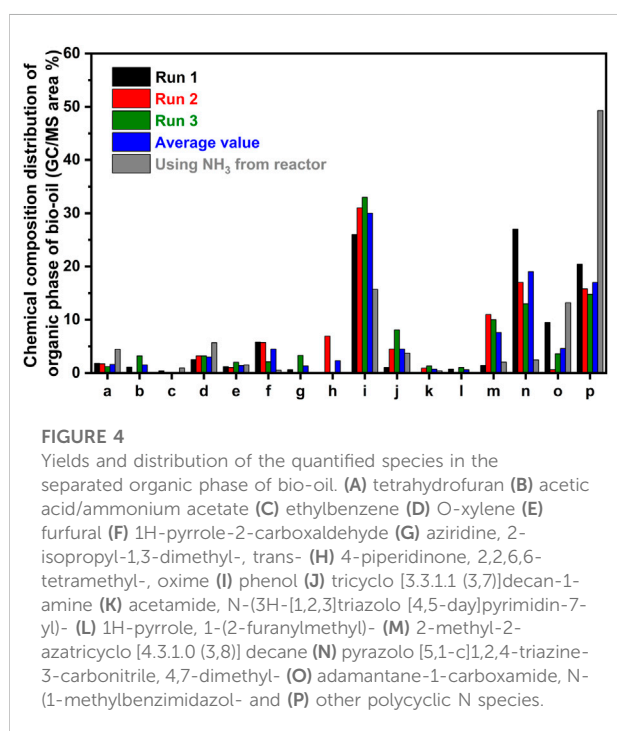 60
50
40
30
20
10
0
Chemical composition distribution of
organic phase of bio-oil (GC/MS area %)
Run 1
Run 2
Run 3
Average value
Using NH₃ from reactor
a b c d e f g h i j k l m n o p
FIGURE 4
Yields and distribution of the quantified species in the
separated organic phase of bio-oil. (A) tetrahydrofuran (B) acetic
acid/ammonium acetate (C) ethylbenzene (D) O-xylene (E)
furfural (F) 1H-pyrrole-2-carboxaldehyde (G) aziridine, 2-
isopropyl-1,3-dimethyl-, trans- (H) 4-piperidinone, 2,2,6,6-
tetramethyl-, oxime (I) phenol (J) tricyclo [3.3.1.1 (3,7)]decan-1-
amine (K) acetamide, N-(3H-[1,2,3]triazolo [4,5-day]pyrimidin-7-
yl)- (L) 1H-pyrrole, 1-(2-furanylmethyl)- (M) 2-methyl-2-
azatricyclo [4.3.1.0 (3,8)] decane (N) pyrazolo [5,1-c]1,2,4-triazine-
3-carbonitrile, 4,7-dimethyl- (O) adamantane-1-carboxamide, N-
(1-methylbenzimidazol- and (P) other polycyclic N species.